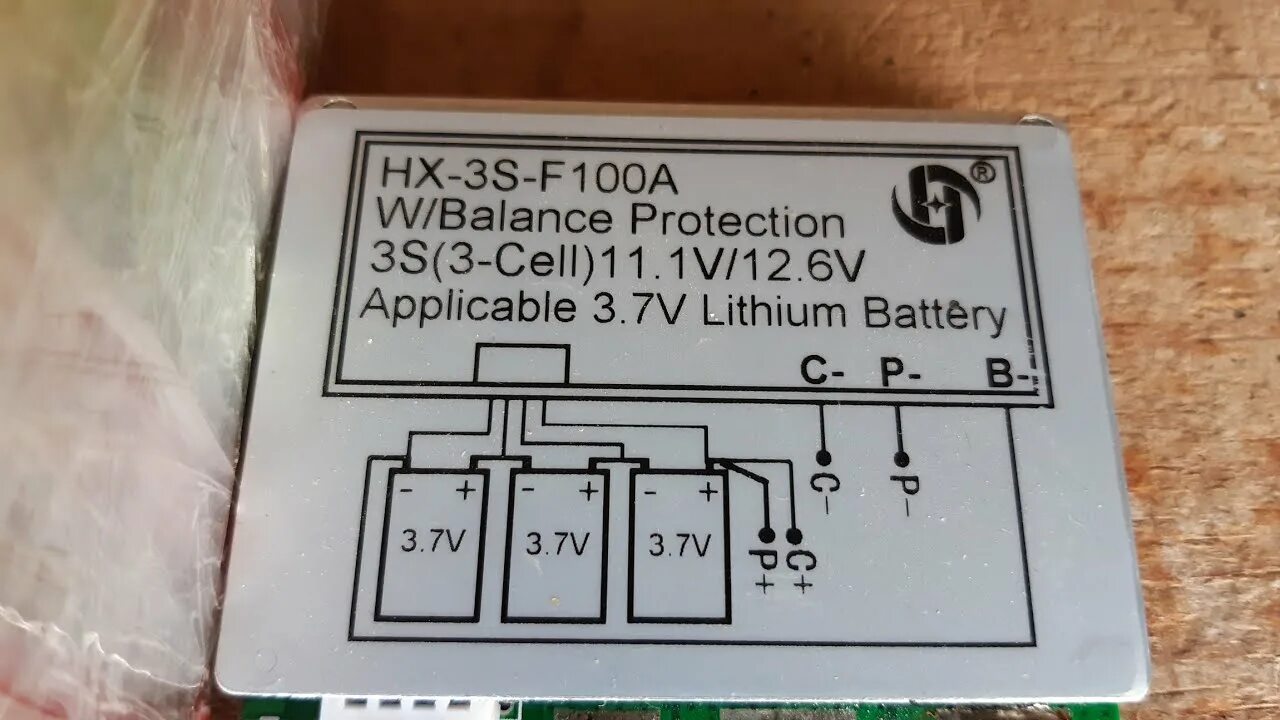 HX-3S-F100A
®
W/Balance Protection
3S(3-Cell)11.1V/12.6V
Applicable 3.7V Lithium Battery
C- P- B-
- + - + - +
3.7V 3.7V 3.7V
P+ C+ C- P-